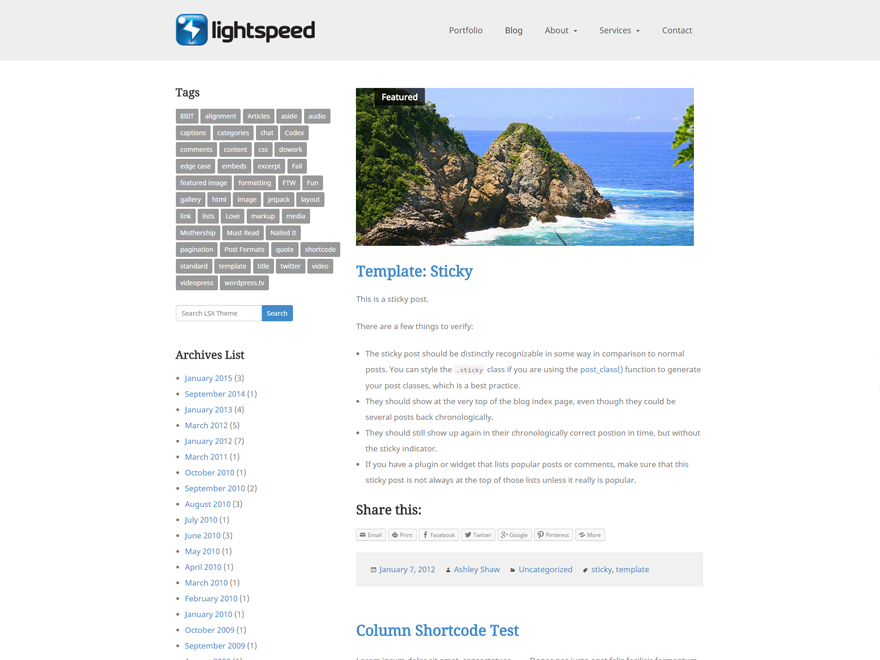 lightspeed
Portfolio
Blog
About
Services
Contact
Tags
8BIT alignment Articles aside audio
captions categories chat Codex
comments content css dowork
edge case embeds excerpt Fail
featured image formatting FTW Fun
gallery html image jetpack layout
link lists Love markup media
Mothership Must Read Nailed It
pagination Post Formats quote shortcode
standard template title twitter video
videopress wordpress.tv
Search LSX Theme Search
Archives List
January 2015 (3)
September 2014 (1)
January 2013 (4)
March 2012 (5)
January 2012 (7)
March 2011 (1)
October 2010 (1)
September 2010 (2)
August 2010 (3)
July 2010 (1)
June 2010 (3)
May 2010 (1)
April 2010 (1)
March 2010 (1)
February 2010 (1)
January 2010 (1)
October 2009 (1)
September 2009 (1)
Featured
Template: Sticky
This is a sticky post.
There are a few things to verify:
The sticky post should be distinctly recognizable in some way in comparison to normal
posts. You can style the .sticky class if you are using the post_class() function to generate
your post classes, which is a best practice.
They should show at the very top of the blog index page, even though they could be
several posts back chronologically.
They should still show up again in their chronologically correct postion in time, but without
the sticky indicator.
If you have a plugin or widget that lists popular posts or comments, make sure that this
sticky post is not always at the top of those lists unless it really is popular.
Share this:
Email Print Facebook Twitter Google Pinterest More
January 7, 2012 Ashley Shaw Uncategorized sticky, template
Column Shortcode Test